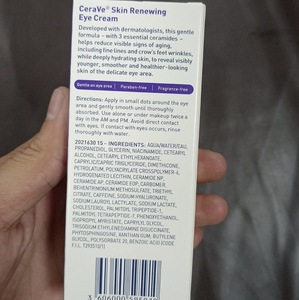 CeraVe® Skin Renewing
Eye Cream
Developed with dermatologists, this gentle
formula – with 3 essential ceramides –
helps reduce visible signs of aging,
including fine lines and crow's feet wrinkles,
while deeply hydrating skin, to reveal visibly
younger, smoother and healthier-looking
skin of the delicate eye area.
Gentle on eye area Paraben-free Fragrance-free
Directions: Apply in small dots around the eye
area and gently smooth until thoroughly
absorbed. Use alone or under makeup twice a
day in the AM and PM. Avoid direct contact
with eyes. If contact with eyes occurs, rinse
thoroughly with water.
2021630 15 - INGREDIENTS: AQUA/WATER/EAU,
PROPANEDIOL, GLYCERIN, NIACINAMIDE, CETEARYL
ALCOHOL, CETEARYL ETHYLHEXANOATE,
CAPRYLIC/CAPRIC TRIGLYCERIDE, DIMETHICONE,
PETROLATUM, POLYACRYLATE CROSSPOLYMER-6,
HYDROGENATED LECITHIN, CERAMIDE NP,
CERAMIDE AP, CERAMIDE EOP, CARBOMER,
BEHENTRIMONIUM METHOSULFATE, TRIETHYL
CITRATE, CAFFEINE, SODIUM HYALURONATE,
SODIUM LAUROYL LACTYLATE, SODIUM LACTATE,
CHOLESTEROL, PALMITOYL TRIPEPTIDE-1,
PALMITOYL TETRAPEPTIDE-7, PHENOXYETHANOL,
ISOPROPYL MYRISTATE, CAPRYLYL GLYCOL,
TRISODIUM ETHYLENEDIAMINE DISUCCINATE,
PHYTOSPHINGOSINE, XANTHAN GUM, BUTYLENE
GLYCOL, POLYSORBATE 20, BENZOIC ACID (CODE
F.I.L.